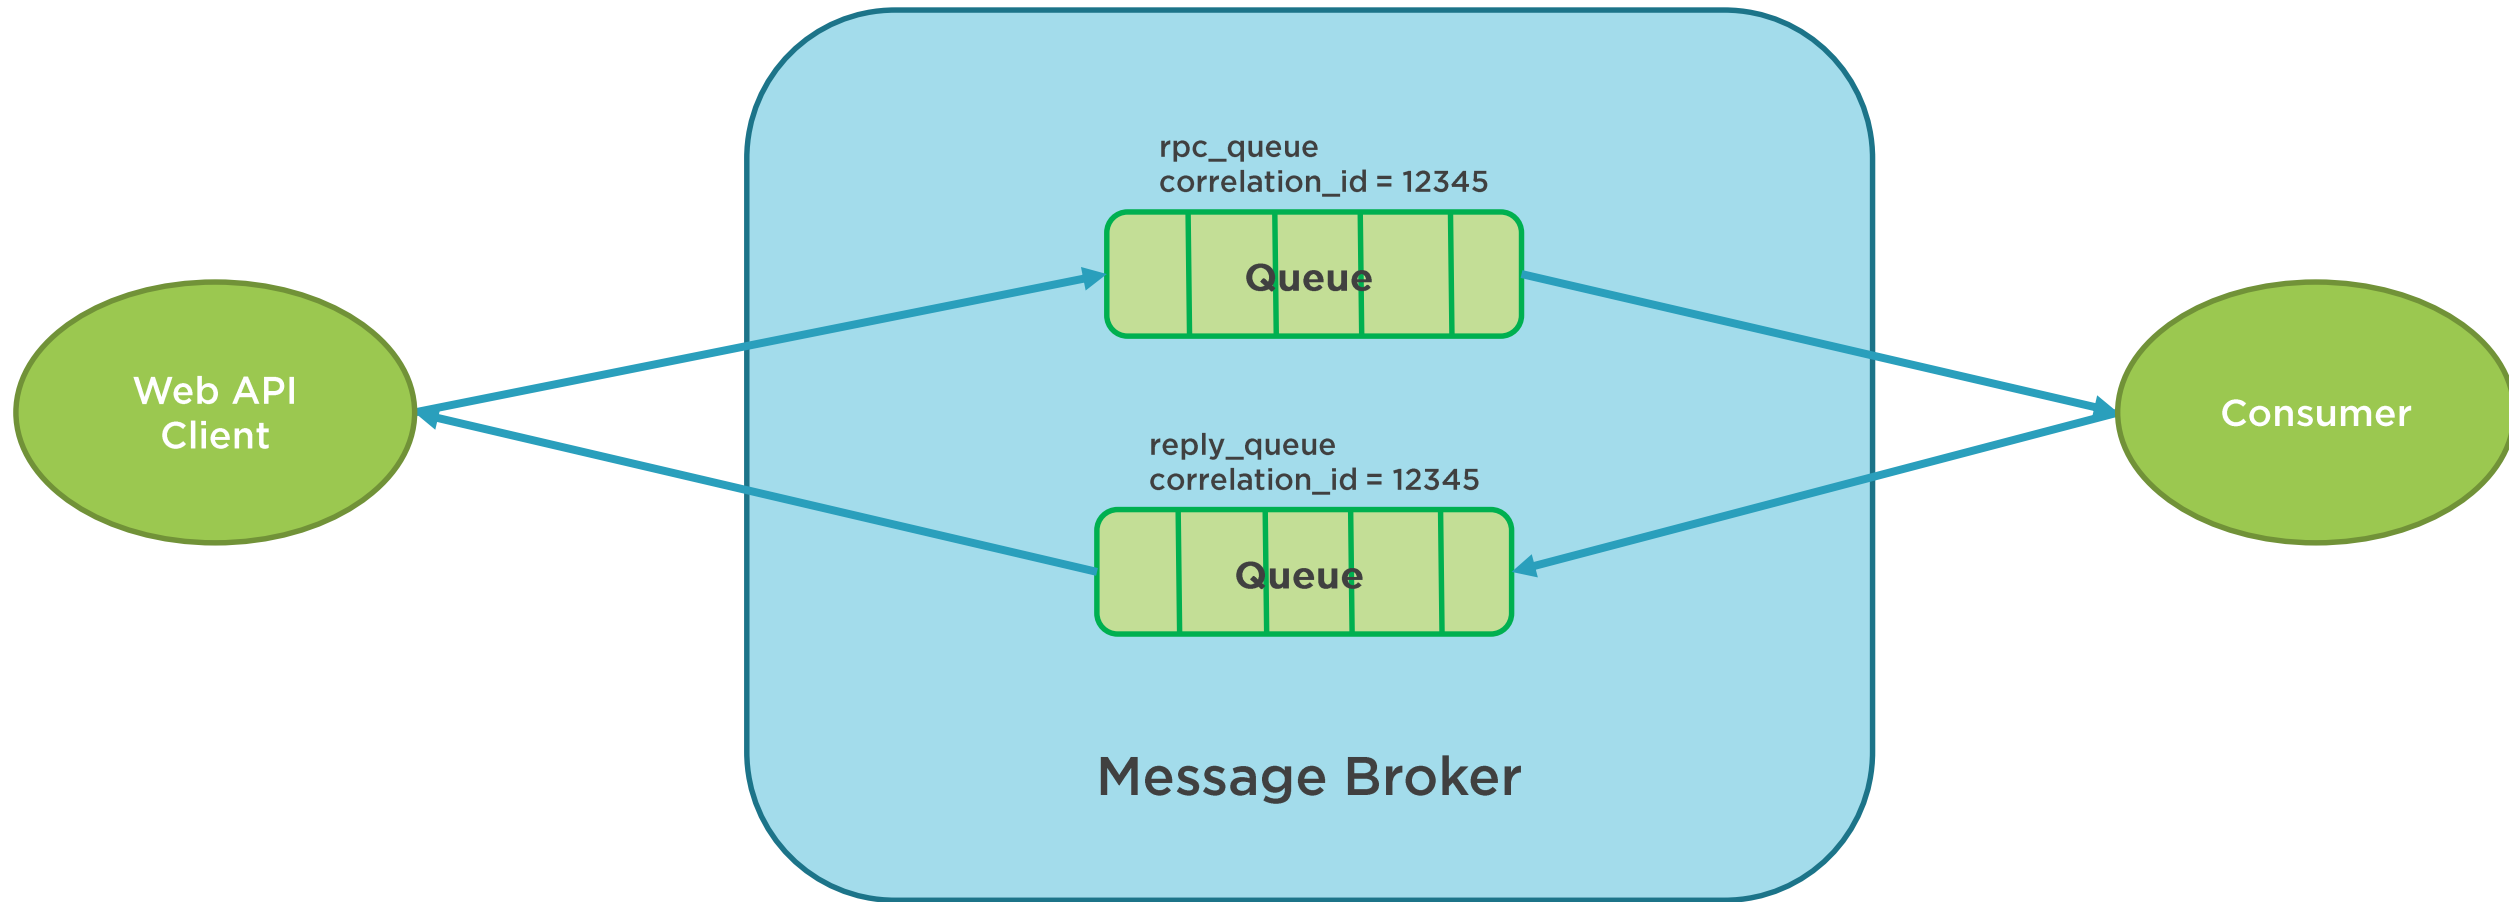 rpc_queue
correlation_id = 12345
Queue
Web API
Client
Consumer
reply_queue
correlation_id = 12345
Queue
Message Broker